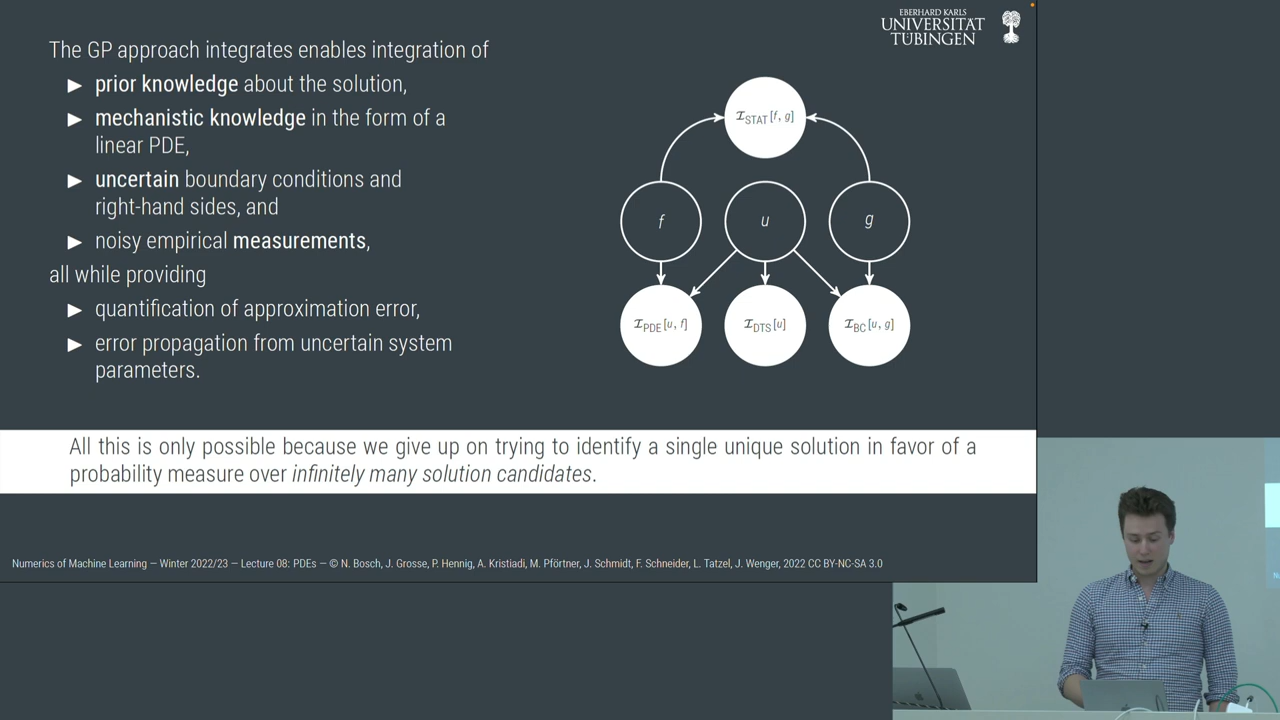 EBERHARD KARLS
UNIVERSITÄT
TÜBINGEN
The GP approach integrates enables integration of
▶ prior knowledge about the solution,
▶ mechanistic knowledge in the form of a
linear PDE,
▶ uncertain boundary conditions and
right-hand sides, and
▶ noisy empirical measurements,
all while providing
▶ quantification of approximation error,
▶ error propagation from uncertain system
parameters.
I_STAT[f, g]
f
u
g
I_PDE[u, f]
I_DTS[u]
I_BC[u, g]
All this is only possible because we give up on trying to identify a single unique solution in favor of a
probability measure over infinitely many solution candidates.
Numerics of Machine Learning — Winter 2022/23 — Lecture 08: PDEs — © N. Bosch, J. Grosse, P. Hennig, A. Kristiadi, M. Pförtner, J. Schmidt, F. Schneider, L. Tatzel, J. Wenger, 2022 CC BY-NC-SA 3.0